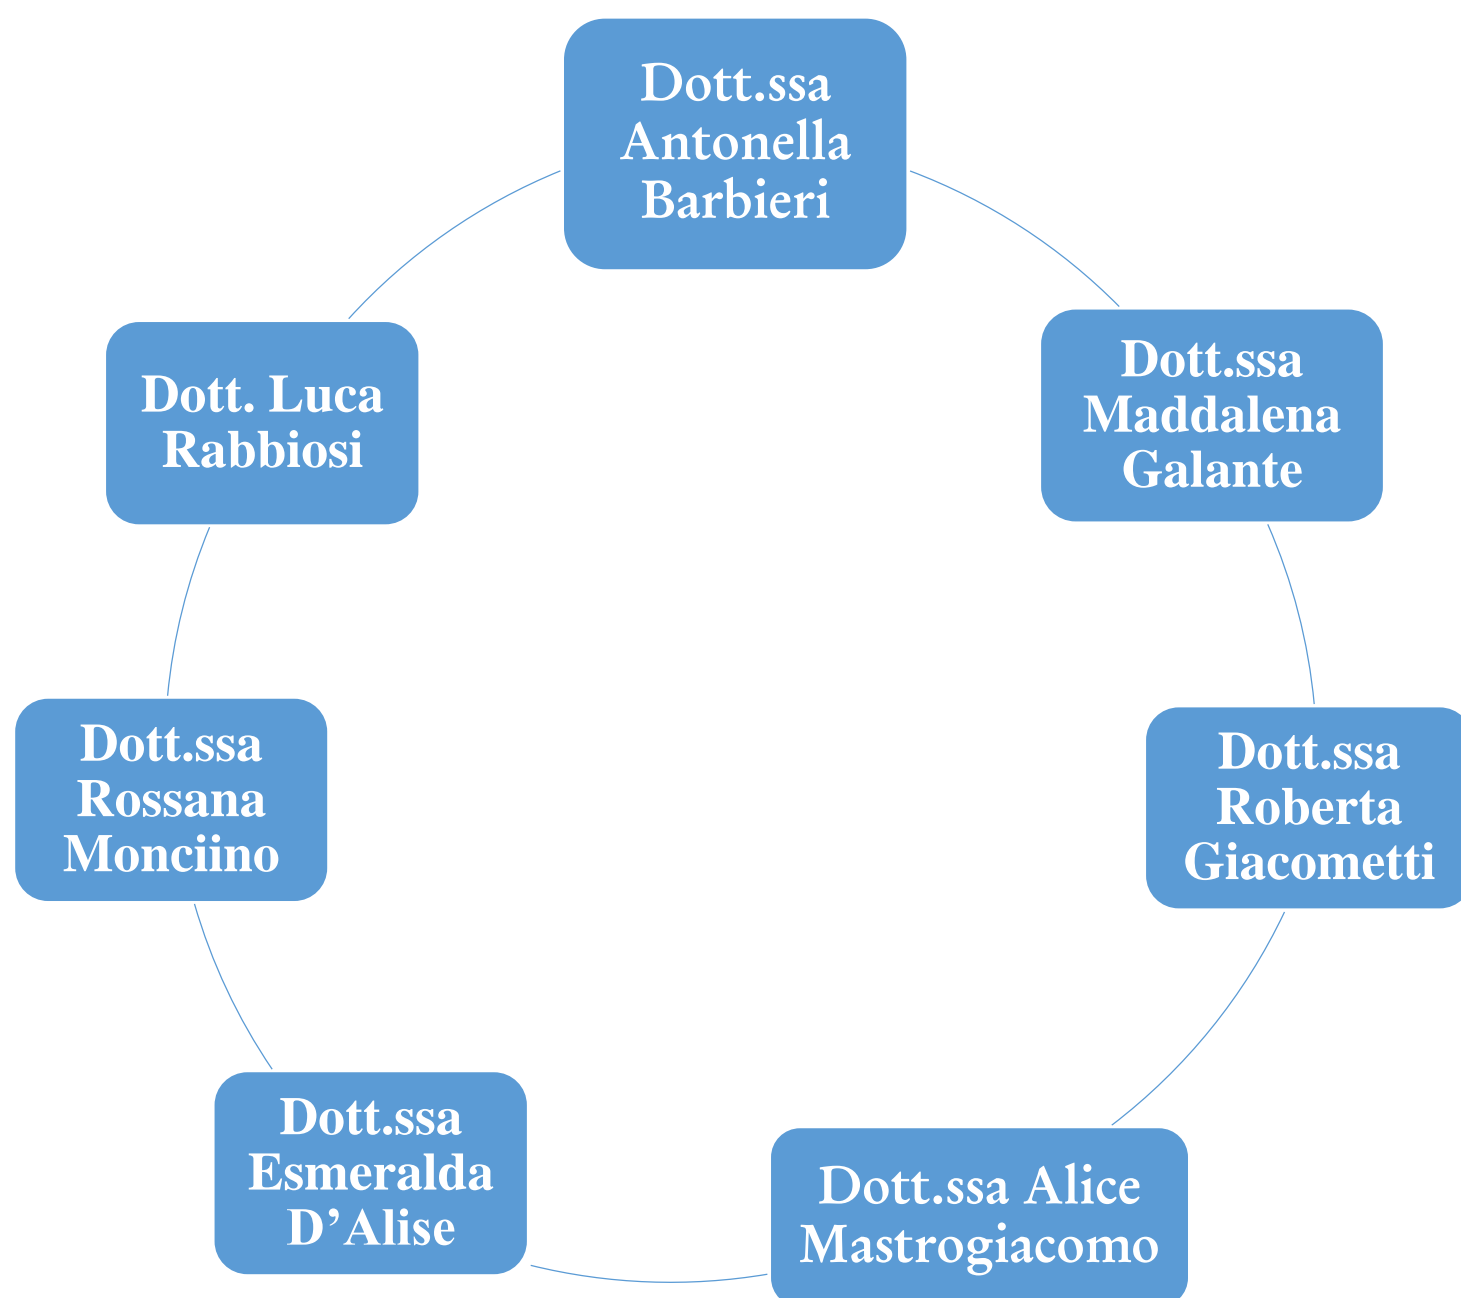 Dott.ssa
Antonella
Barbieri
Dott.ssa
Maddalena
Galante
Dott.ssa
Roberta
Giacometti
Dott.ssa Alice
Mastrogiacomo
Dott.ssa
Esmeralda
D’Alise
Dott.ssa
Rossana
Monciino
Dott. Luca
Rabbiosi